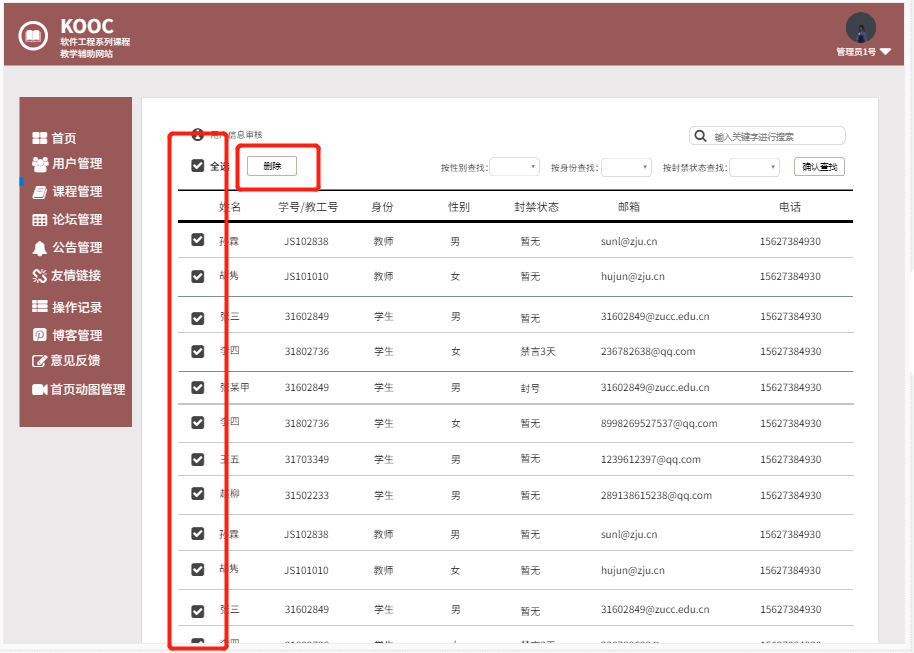 KOOC
软件工程系列课程
教学辅助网站
管理员1号
首页
用户管理
课程管理
论坛管理
公告管理
友情链接
操作记录
博客管理
意见反馈
首页动图管理
用户信息审核
输入关键字进行搜索
全选 删除 按性别查找: 按身份查找: 按封禁状态查找: 确认查找
姓名 学号/教工号 身份 性别 封禁状态 邮箱 电话
孙霖 JS102838 教师 男 暂无 sunl@zju.cn 15627384930
胡隽 JS101010 教师 女 暂无 hujun@zju.cn 15627384930
张三 31602849 学生 男 暂无 31602849@zucc.edu.cn 15627384930
李四 31802736 学生 女 禁言3天 236782638@qq.com 15627384930
张某甲 31602849 学生 男 封号 31602849@zucc.edu.cn 15627384930
李四 31802736 学生 女 暂无 8998269527537@qq.com 15627384930
王五 31703349 学生 男 暂无 1239612397@qq.com 15627384930
赵柳 31502233 学生 男 暂无 289138615238@qq.com 15627384930
孙霖 JS102838 教师 男 暂无 sunl@zju.cn 15627384930
胡隽 JS101010 教师 女 暂无 hujun@zju.cn 15627384930
张三 31602849 学生 男 暂无 31602849@zucc.edu.cn 15627384930